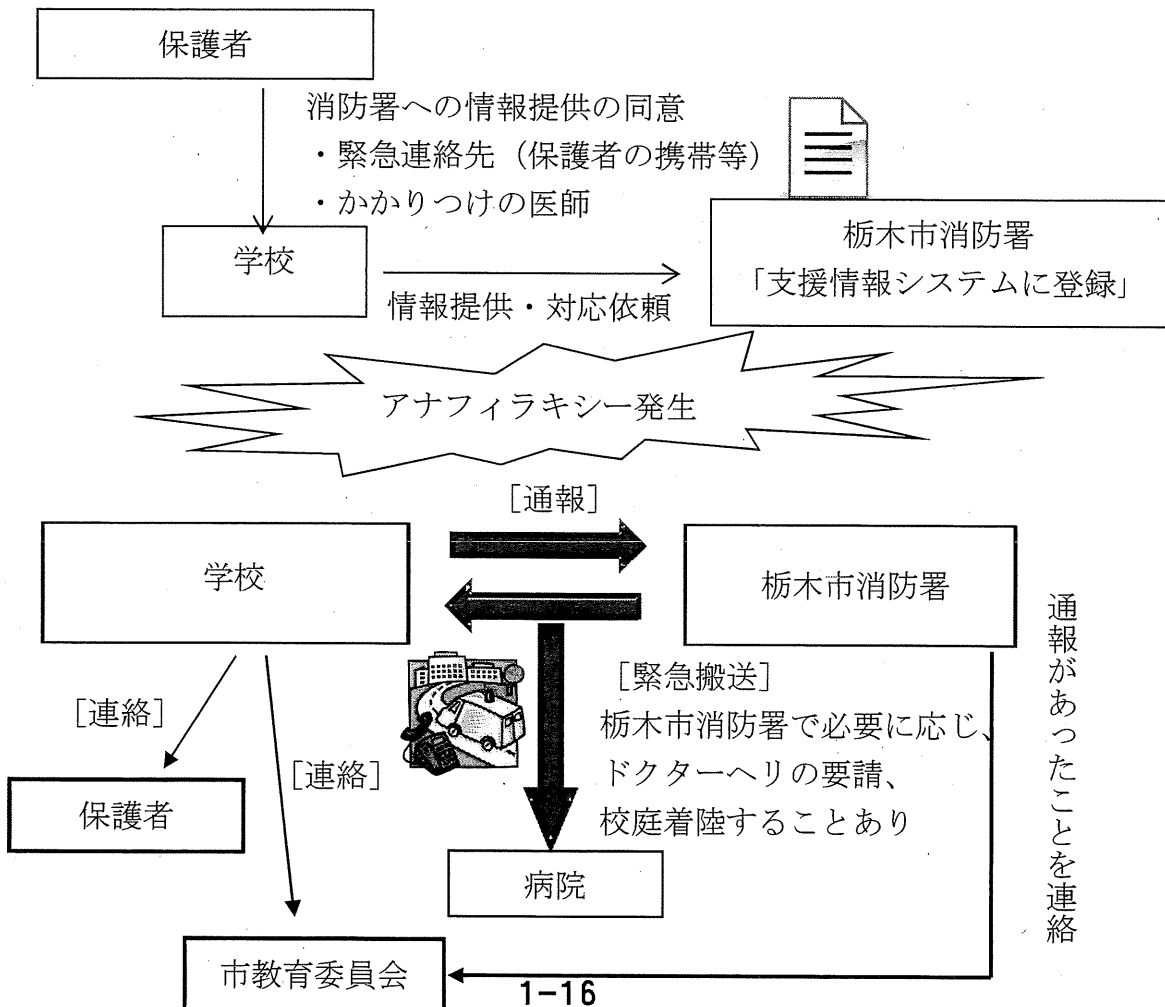 保護者
消防署への情報提供の同意
・緊急連絡先（保護者の携帯等）
・かかりつけの医師
学校
情報提供・対応依頼
栃木市消防署
「支援情報システムに登録」
アナフィラキシー発生
［通報］
学校
栃木市消防署
通報があったことを連絡
［緊急搬送］
栃木市消防署で必要に応じ、
ドクターヘリの要請、
校庭着陸することあり
［連絡］
［連絡］
保護者
病院
市教育委員会
1-16